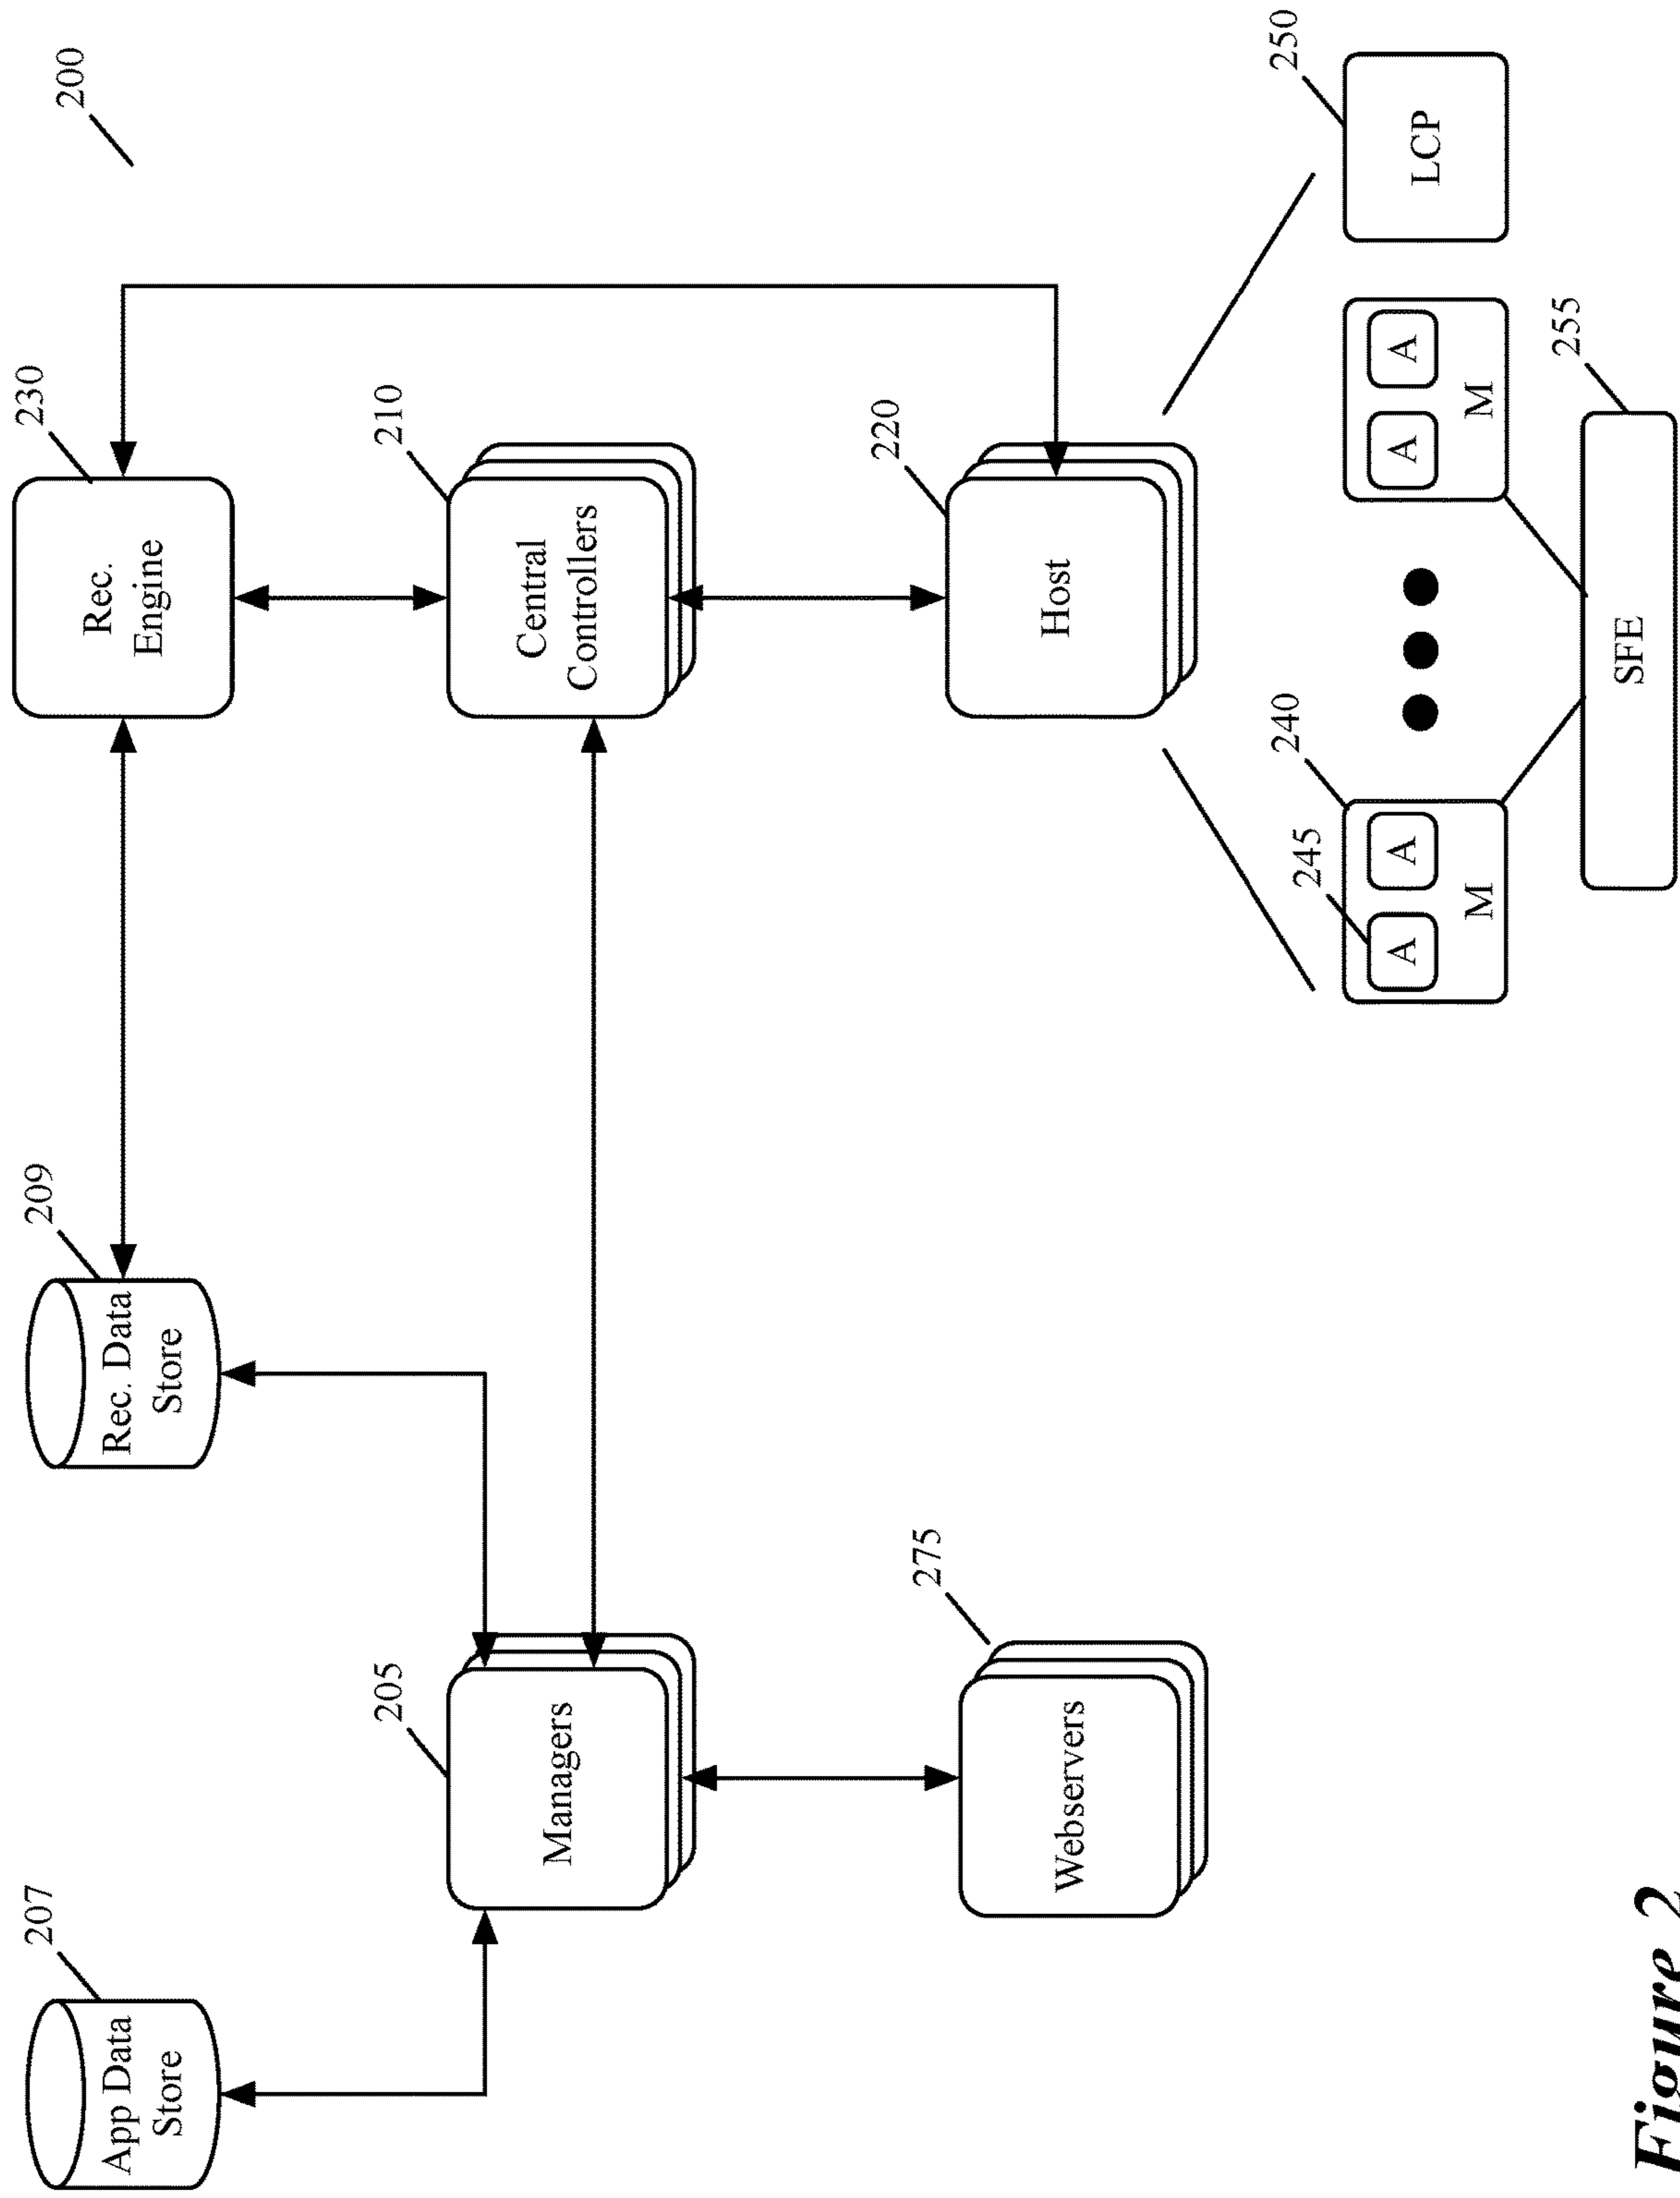 200
207
App Data
Store
209
Rec. Data
Store
230
Rec.
Engine
205
Managers
210
Central
Controllers
275
Webservers
220
Host
245
240
A
A
M
A
A
M
250
LCP
255
SFE
Figure 2